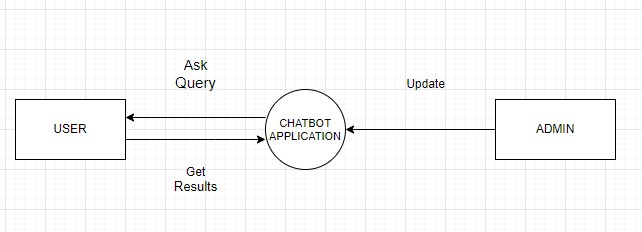 Ask
Query
Update
USER
CHATBOT
APPLICATION
ADMIN
Get
Results